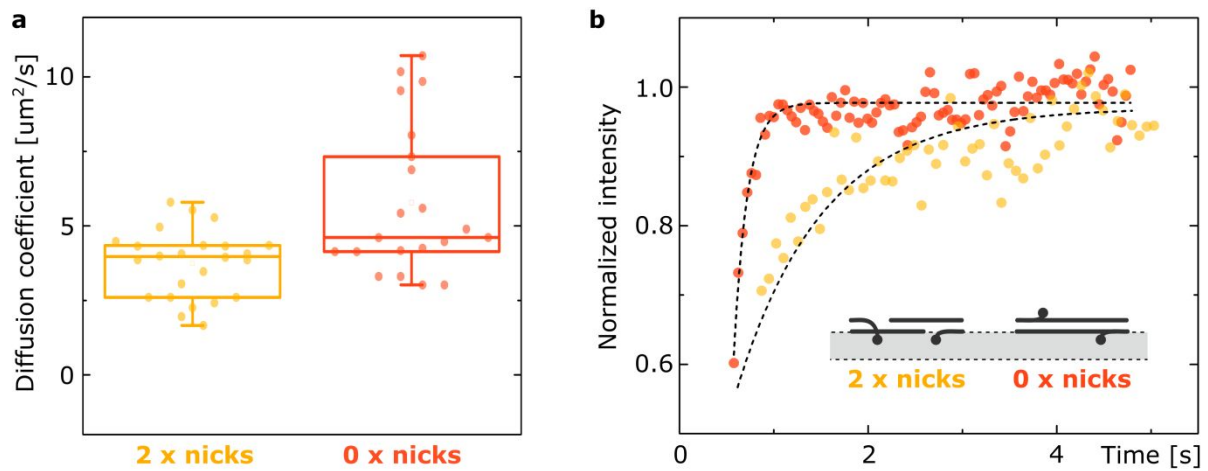 a
Diffusion coefficient [um²/s]
10
5
0
2 x nicks
0 x nicks
b
Normalized intensity
1.0
0.8
0.6
2 x nicks
0 x nicks
0
2
4
Time [s]